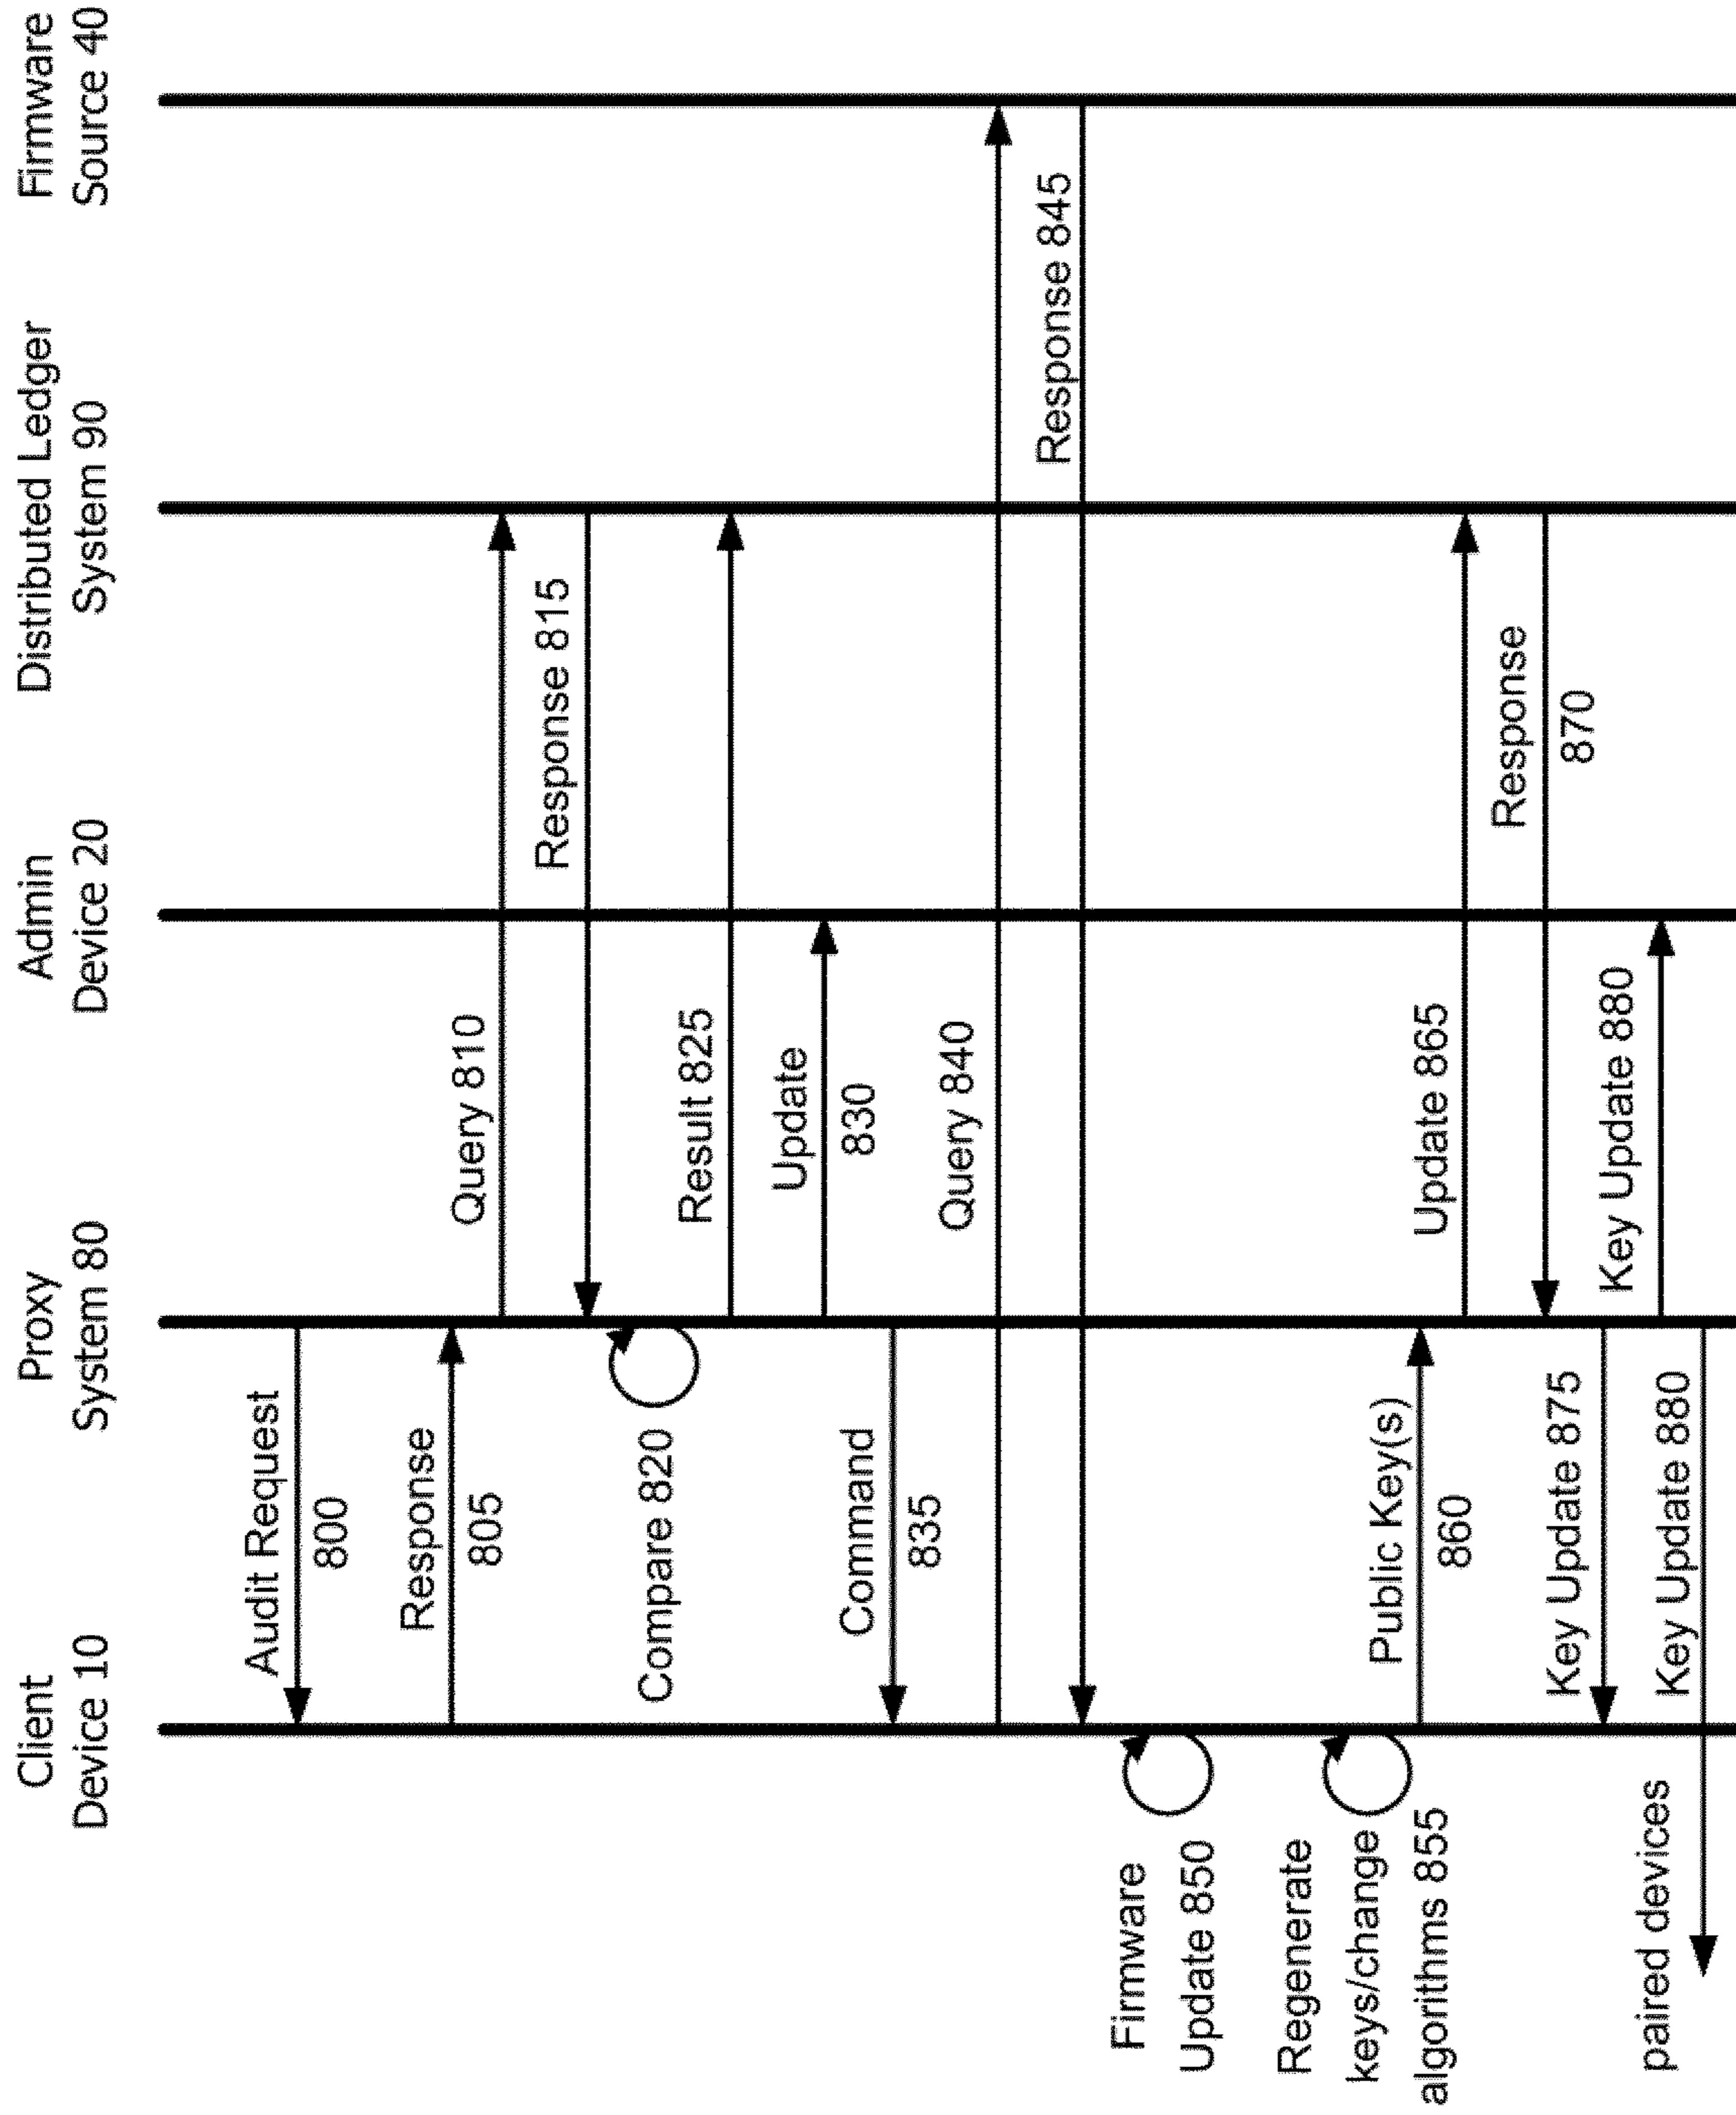 Client
Device 10
Proxy
System 80
Admin
Device 20
Distributed Ledger
System 90
Firmware
Source 40
Audit Request
800
Response
805
Query 810
Response 815
Compare 820
Result 825
Update
830
Command
835
Query 840
Response 845
Firmware
Update 850
Regenerate
keys/change
algorithms 855
Public Key(s)
860
Update 865
Response
870
Key Update 875
Key Update 880
Key Update 880
paired devices